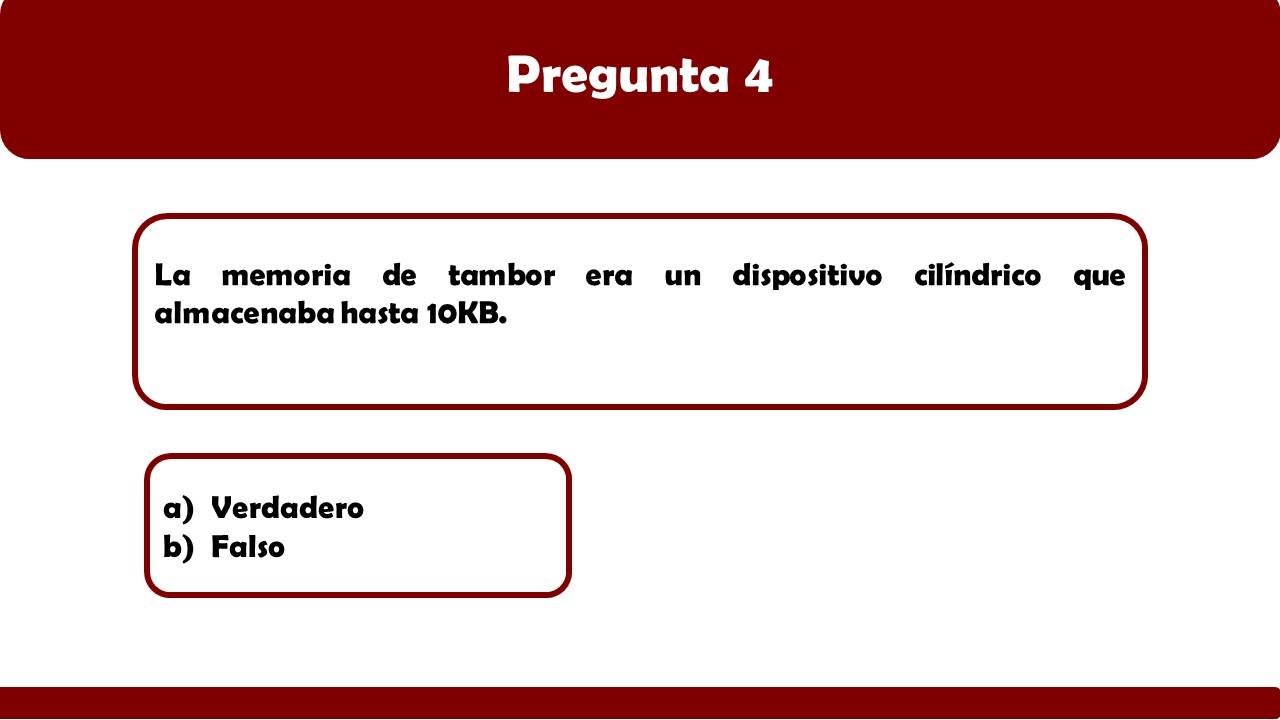 Pregunta 4
La memoria de tambor era un dispositivo cilíndrico que
almacenaba hasta 10KB.
a) Verdadero
b) Falso